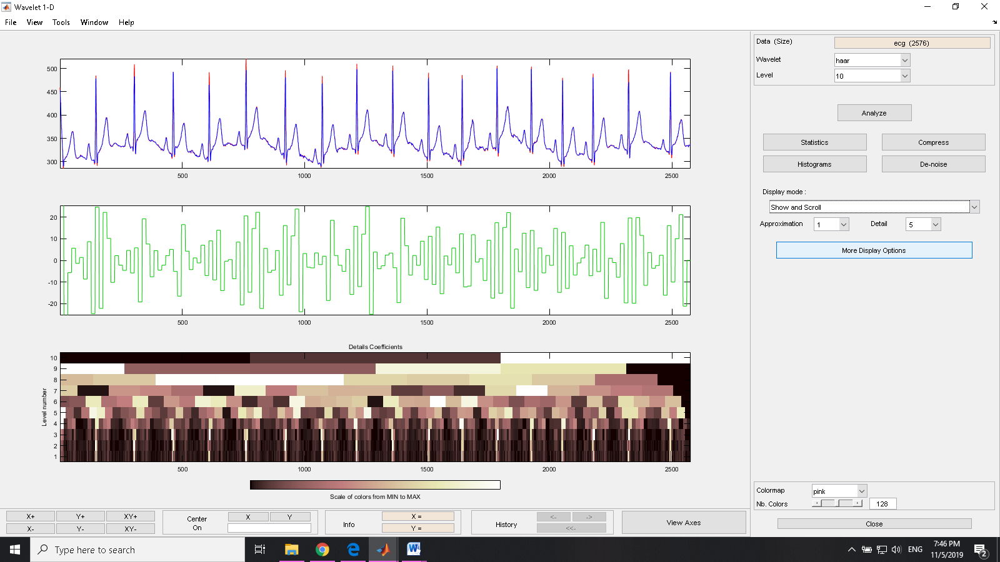 Wavelet 1-D
File View Tools Window Help
Data (Size) ecg (2576)
Wavelet haar
Level 10
Analyze
Statistics Compress
Histograms De-noise
Display mode :
Show and Scroll
Approximation 1 Detail 5
More Display Options
500
450
400
350
300
500 1000 1500 2000 2500
20
10
0
-10
-20
500 1000 1500 2000 2500
Details Coefficients
Level number
10
9
8
7
6
5
4
3
2
1
500 1000 1500 2000 2500
Scale of colors from MIN to MAX
Colormap pink
Nb. Colors 128
Close
X+ Y+ XY+
X- Y- XY-
Center
On
X Y
Info
X =
Y =
History
<- ->
<<-
View Axes
Type here to search
ENG
7:46 PM
11/5/2019
2